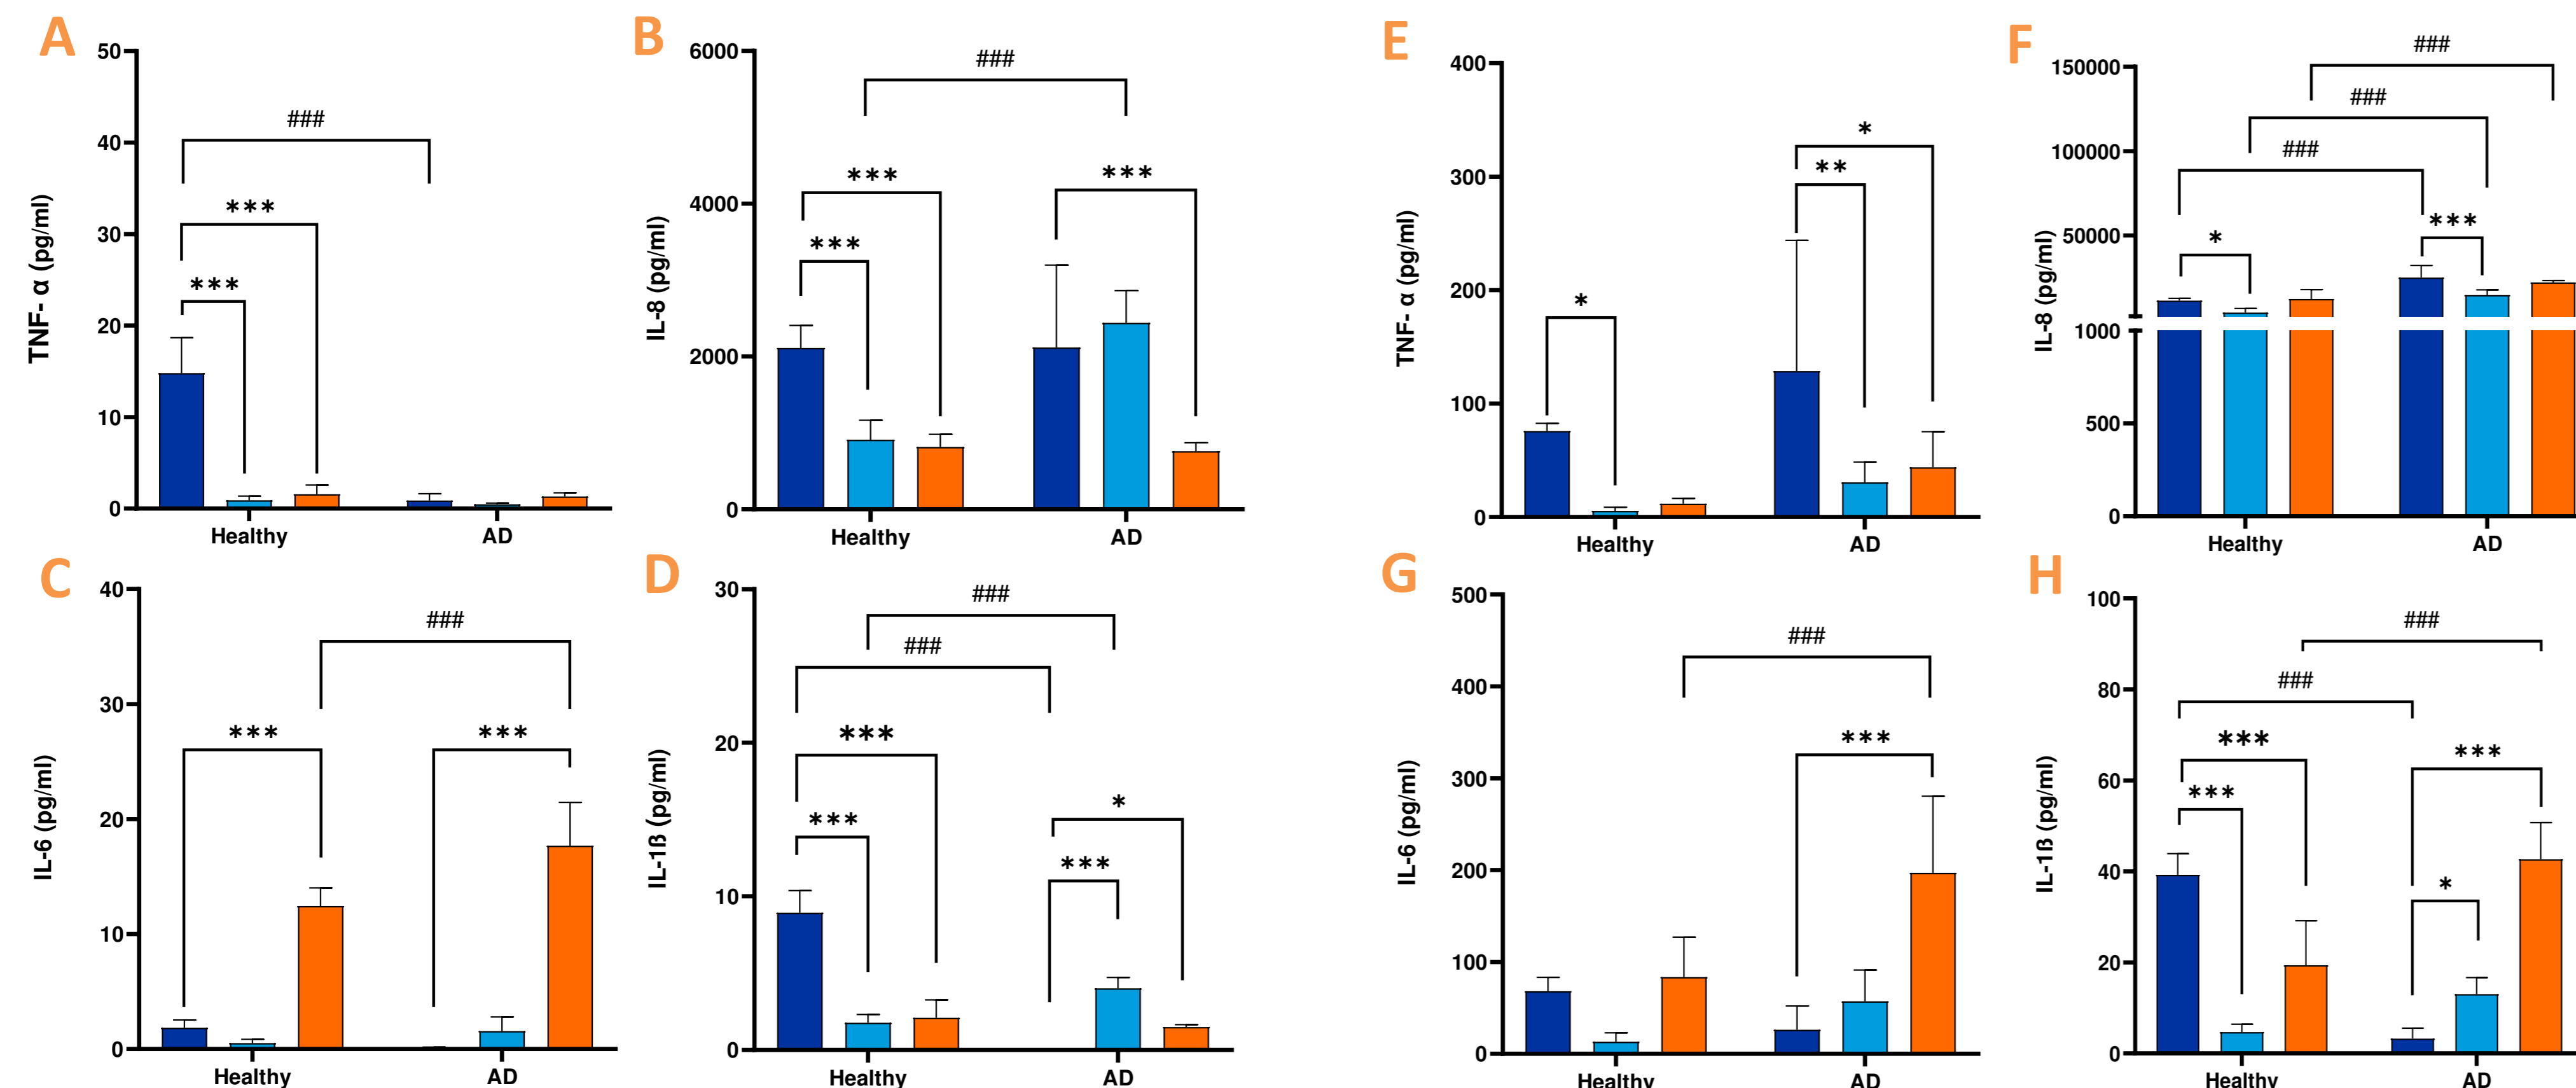 A
TNF- α (pg/ml)
50
40
30
20
10
0
###
***
***
Healthy
AD
B
IL-8 (pg/ml)
6000
4000
2000
0
###
***
***
***
Healthy
AD
E
TNF- α (pg/ml)
400
300
200
100
0
*
*
**
Healthy
AD
F
IL-8 (pg/ml)
150000
100000
50000
1000
500
0
###
###
###
*
***
Healthy
AD
C
IL-6 (pg/ml)
40
30
20
10
0
###
***
***
Healthy
AD
D
IL-1ß (pg/ml)
30
20
10
0
###
###
***
***
*
***
Healthy
AD
G
IL-6 (pg/ml)
500
400
300
200
100
0
###
***
Healthy
AD
H
IL-1ß (pg/ml)
100
80
60
40
20
0
###
###
***
***
***
*
Healthy
AD